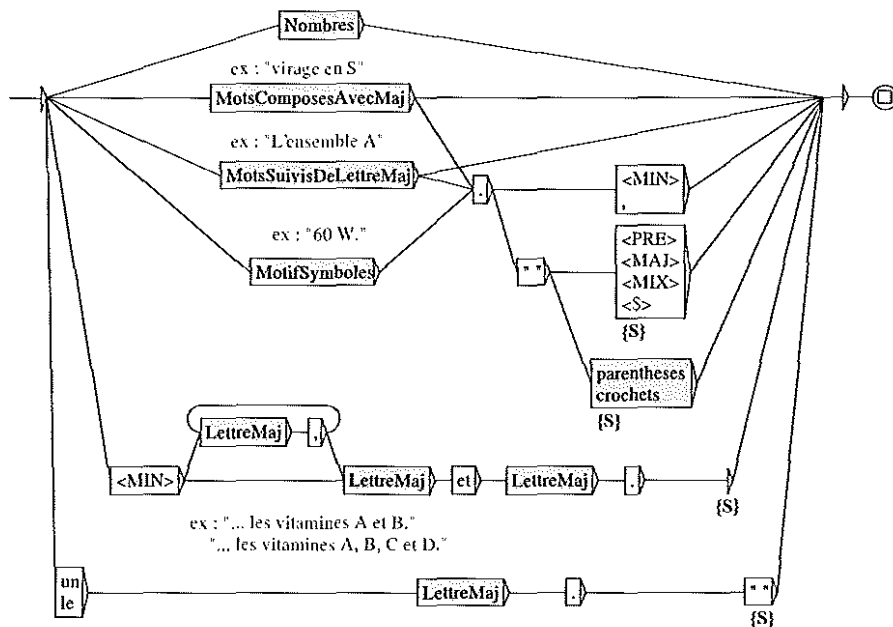 Nombres
ex : "virage en S"
MotsComposesAvecMaj
ex : "L'ensemble A"
MotsSuivisDeLettreMaj
.
<MIN>
,
ex : "60 W."
MotifSymboles
" "
<PRE>
<MAJ>
<MIX>
<S>
{S}
parentheses
crochets
{S}
LettreMaj
,
<MIN>
LettreMaj
et
LettreMaj
.
{S}
ex : "... les vitamines A et B."
"... les vitamines A, B, C et D."
un
le
LettreMaj
.
" "
{S}